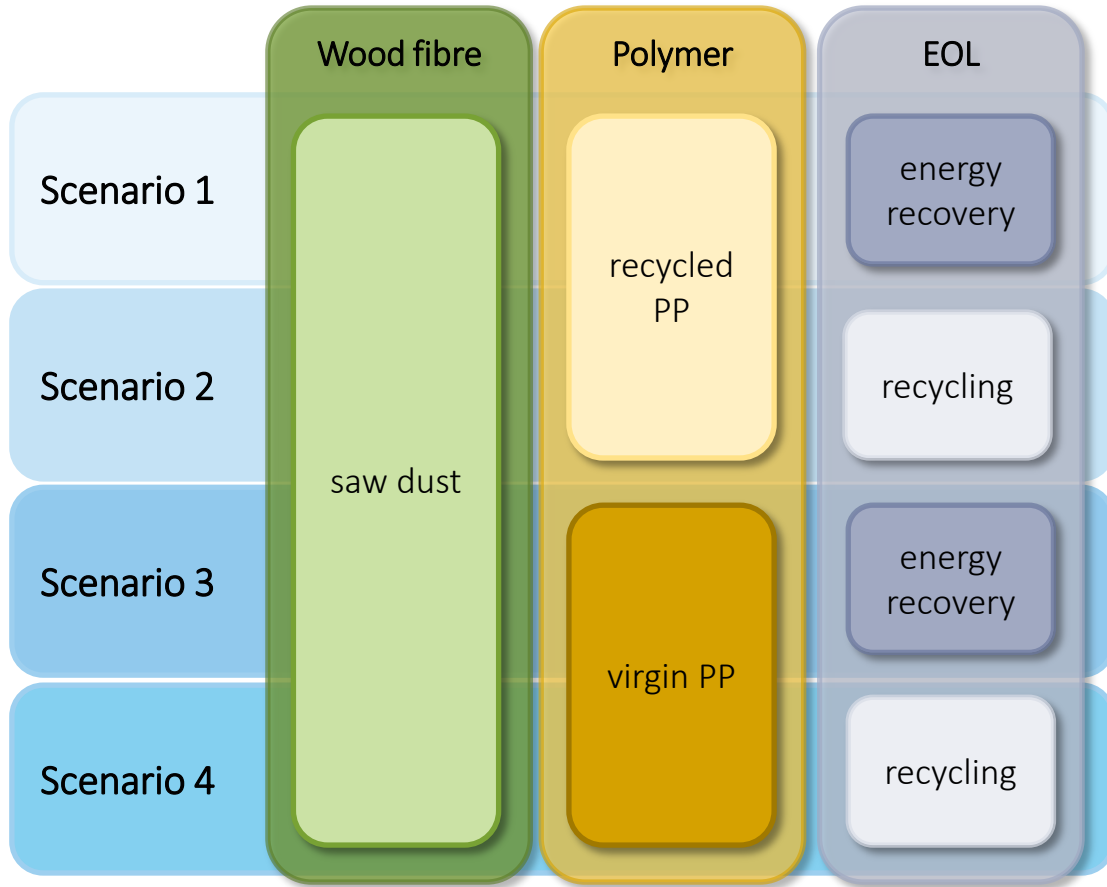 Wood fibre
Polymer
EOL
Scenario 1
energy
recovery
recycled
PP
Scenario 2
recycling
saw dust
Scenario 3
energy
recovery
virgin PP
Scenario 4
recycling